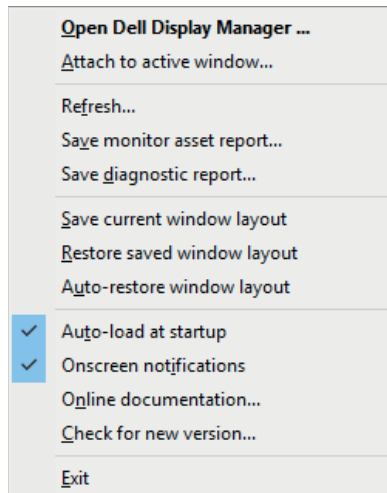 Open Dell Display Manager ...
Attach to active window...
Refresh...
Save monitor asset report...
Save diagnostic report...
Save current window layout
Restore saved window layout
Auto-restore window layout
Auto-load at startup
Onscreen notifications
Online documentation...
Check for new version...
Exit